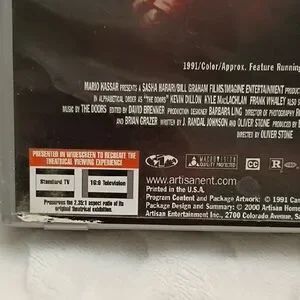 1991/Color/Approx. Feature Running
MARIO KASSAR PRESENTS A SASHA HARARI/BILL GRAHAM FILMS/IMAGINE ENTERTAINMENT PRODUC
IN ALPHABETICAL ORDER AS "THE DOORS" KEVIN DILLON KYLE MacLACHLAN FRANK WHALEY ALSO
MUSIC BY THE DOORS EDITED BY DAVID BRENNER PRODUCTION DESIGNER BARBARA LING DIRECTOR OF PHOTOGRAPHY
AND BRIAN GRAZER WRITTEN BY J. RANDAL JOHNSON AND OLIVER STONE PRODUCED BY
DIRECTED BY OLIVER STONE
PRESENTED IN WIDESCREEN TO RECREATE THE
THEATRICAL VIEWING EXPERIENCE
Standard TV
16:9 Television
Preserves the 2.35:1 aspect ratio of its
original theatrical exhibition.
MACROVISION
CC
R
www.artisanent.com
Printed in the U.S.A.
Program Content and Package Artwork: © 1991 Can
Package Design and Summary: © 2000 Artisan Home
Artisan Entertainment Inc., 2700 Colorado Avenue,